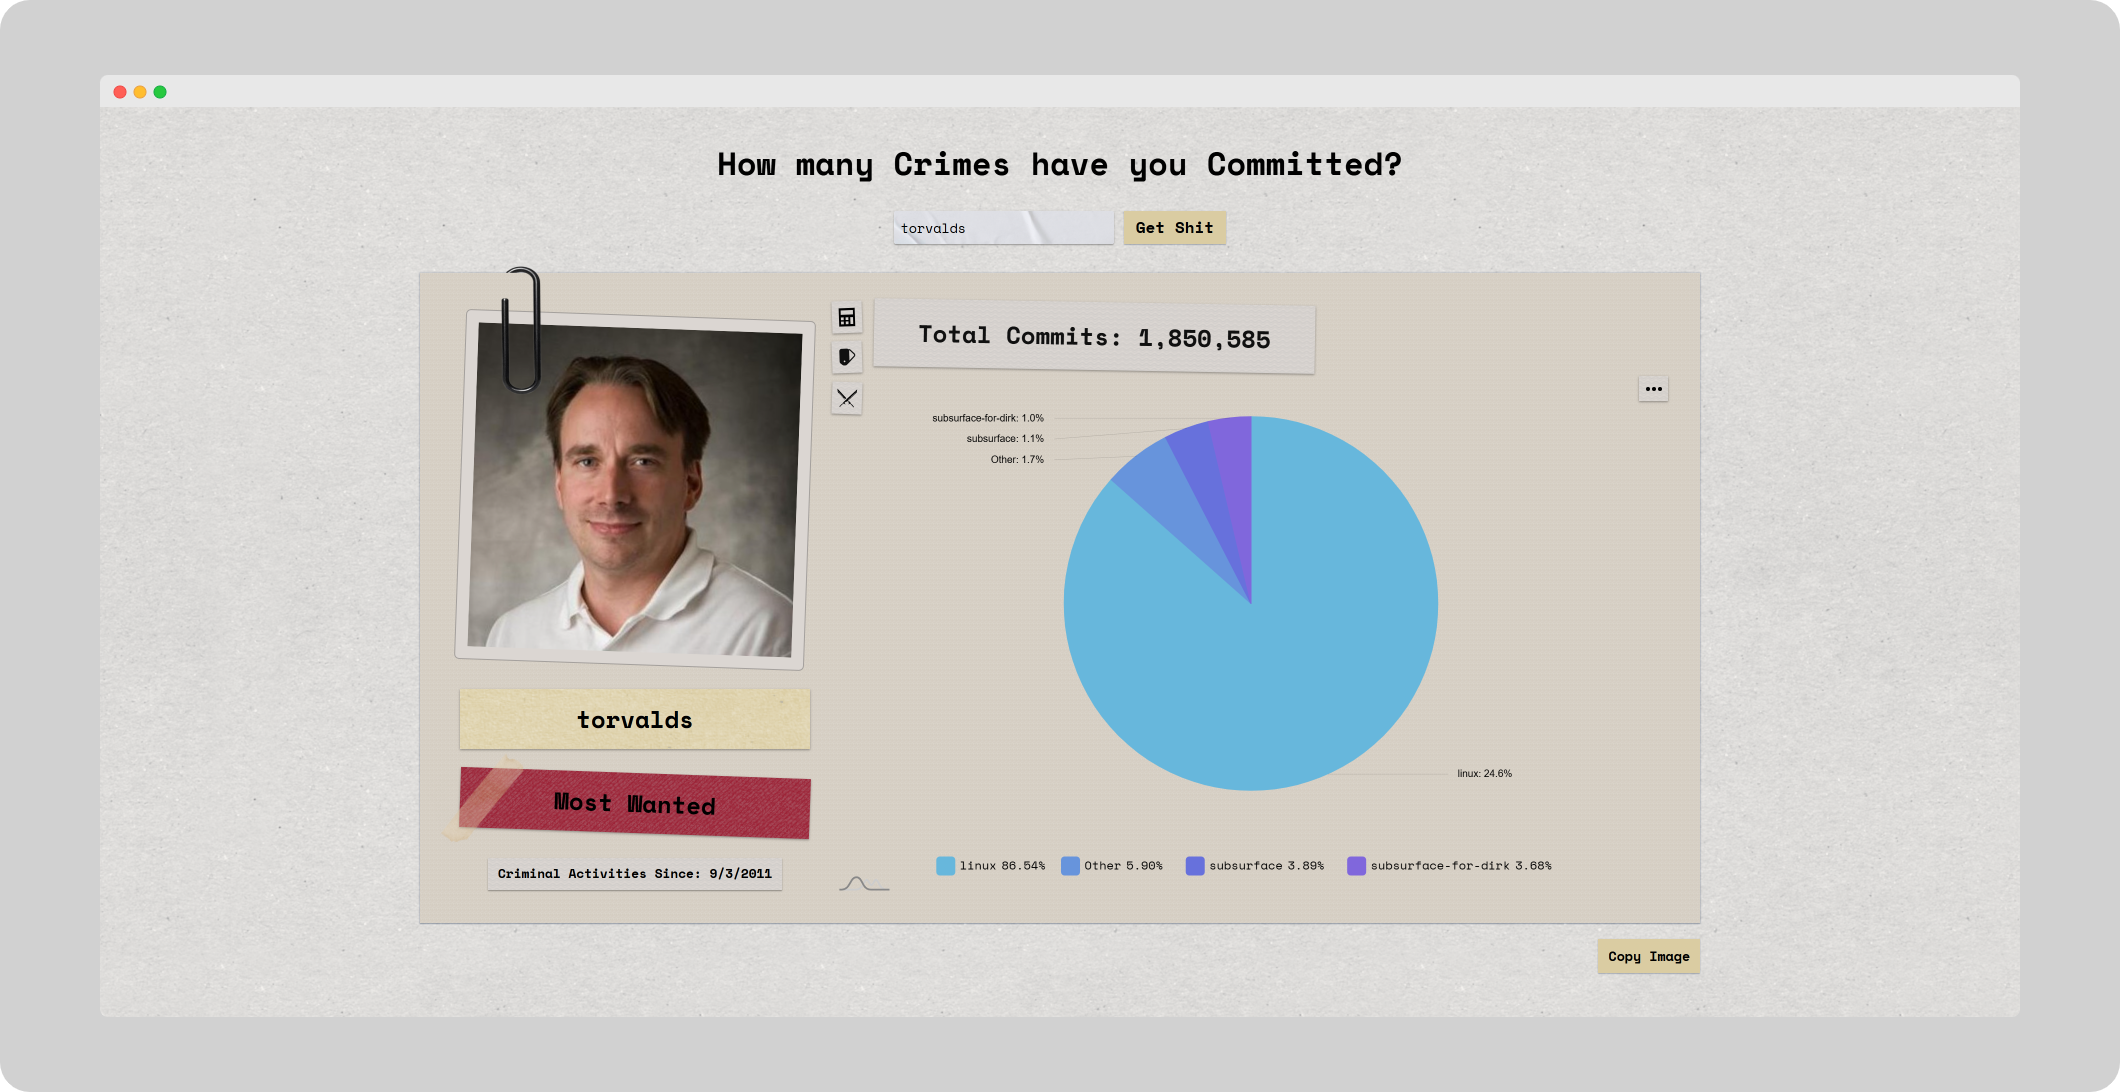 How many Crimes have you Committed?
torvalds
Get Shit
Total Commits: 1,850,585
subsurface-for-dirk: 1.0%
subsurface: 1.1%
Other: 1.7%
linux: 24.6%
torvalds
Most Wanted
Criminal Activities Since: 9/3/2011
linux 86.54%
Other 5.90%
subsurface 3.89%
subsurface-for-dirk 3.68%
Copy Image